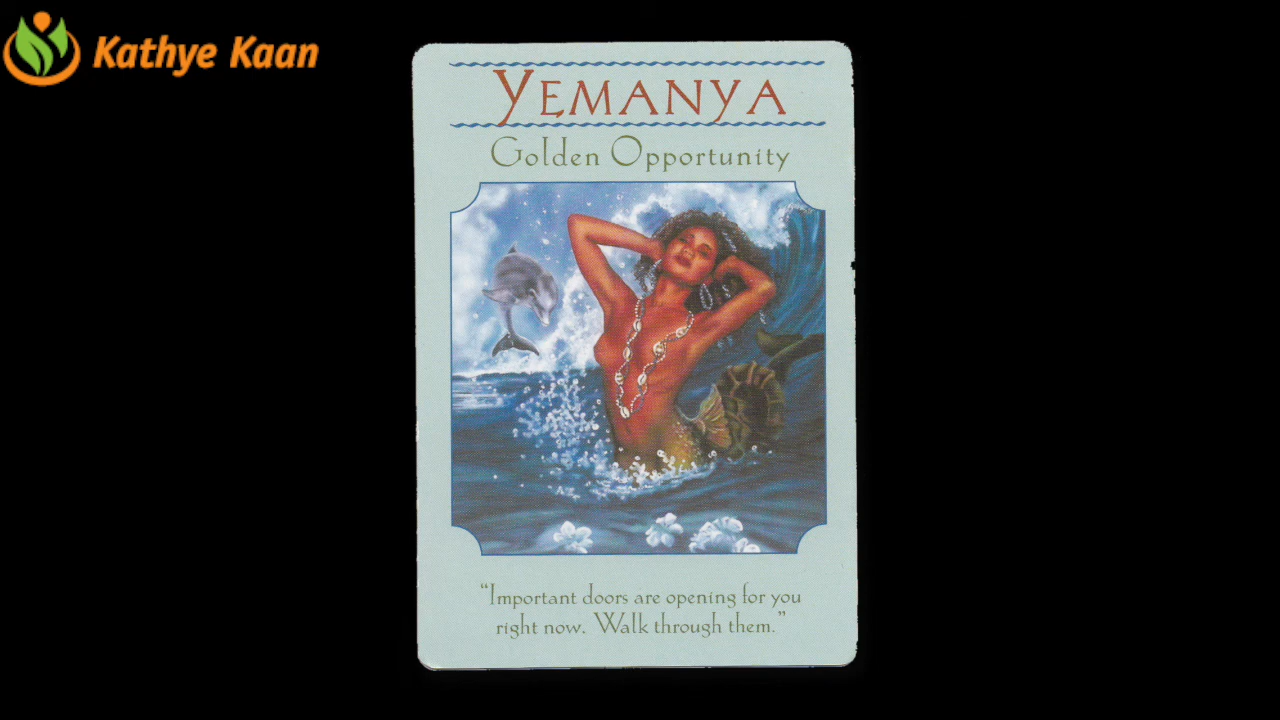 Kathye Kaan
YEMANYA
Golden Opportunity
“Important doors are opening for you
right now. Walk through them.”